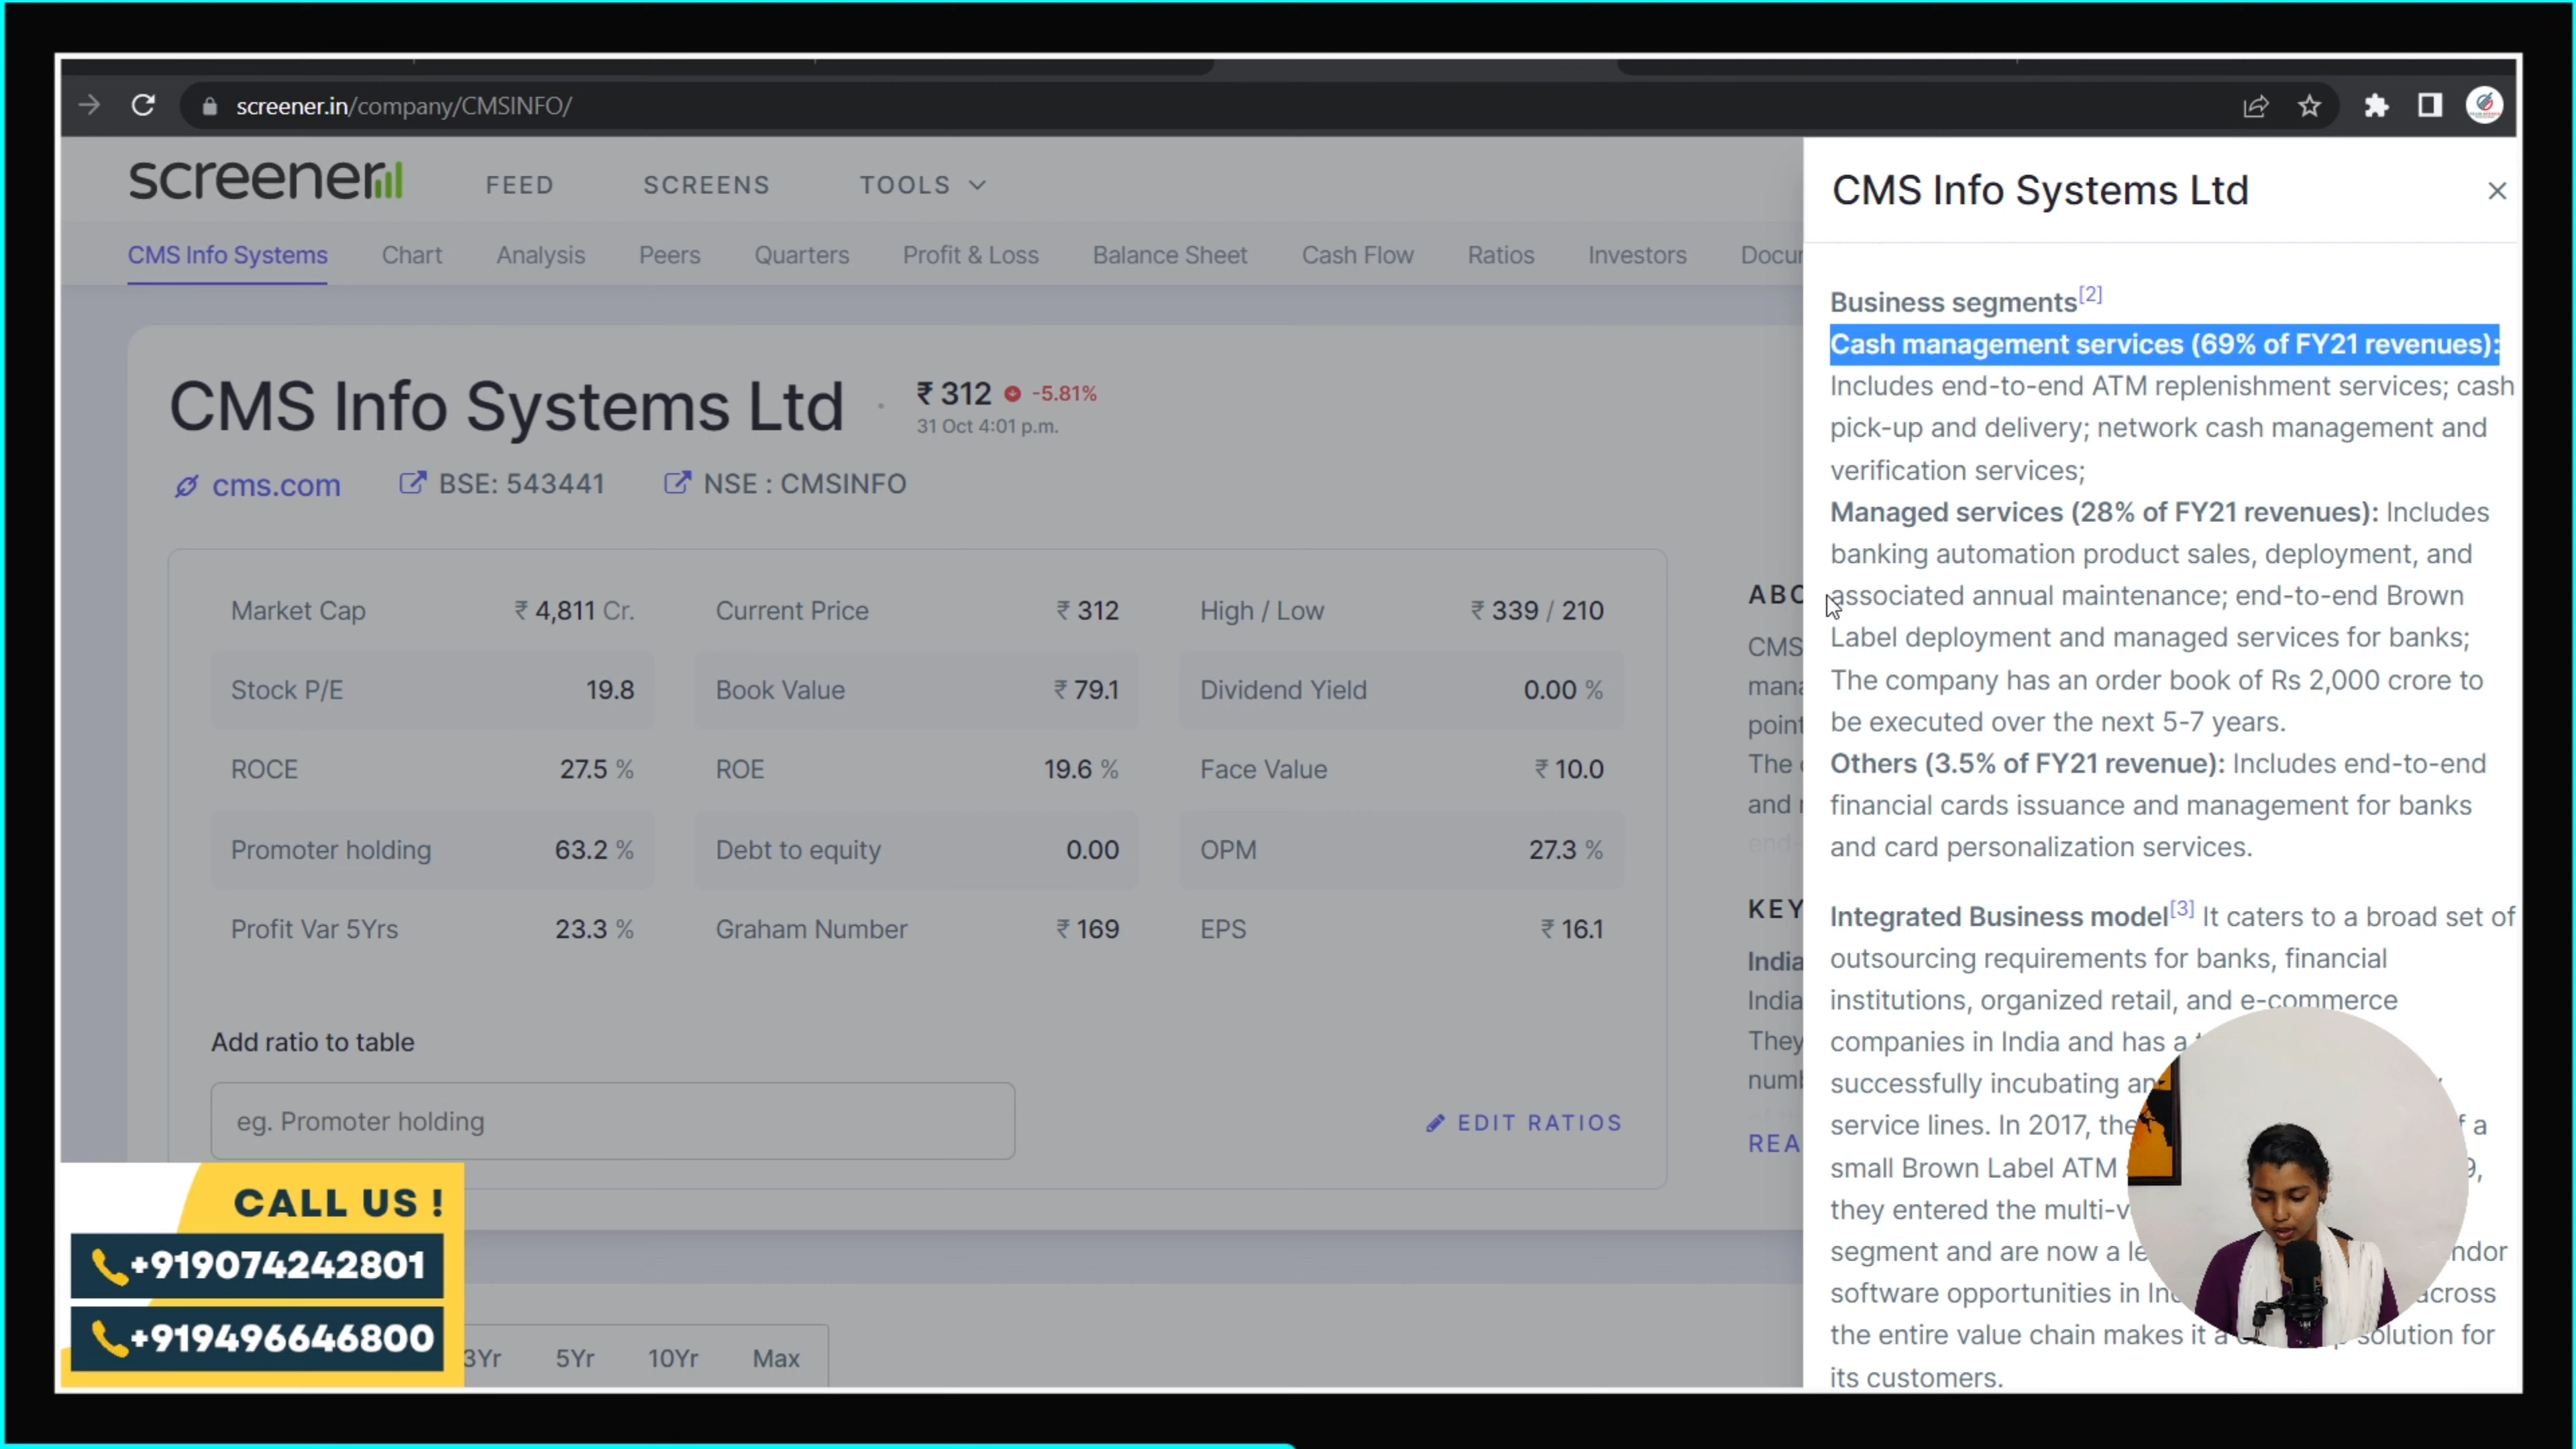 screener.in/company/CMSINFO/
screener
FEED SCREENS TOOLS
CMS Info Systems Chart Analysis Peers Quarters Profit & Loss Balance Sheet Cash Flow Ratios Investors
CMS Info Systems Ltd
₹ 312 -5.81%
31 Oct 4:01 p.m.
cms.com BSE: 543441 NSE : CMSINFO
Market Cap ₹ 4,811 Cr. Current Price ₹ 312 High / Low ₹ 339 / 210
Stock P/E 19.8 Book Value ₹ 79.1 Dividend Yield 0.00 %
ROCE 27.5 % ROE 19.6 % Face Value ₹ 10.0
Promoter holding 63.2 % Debt to equity 0.00 OPM 27.3 %
Profit Var 5Yrs 23.3 % Graham Number ₹ 169 EPS ₹ 16.1
Add ratio to table
eg. Promoter holding
EDIT RATIOS
CMS
The
and
KEY
India
India
They
CALL US !
+919074242801
+919496646800
3Yr 5Yr 10Yr Max
CMS Info Systems Ltd
Business segments[2]
Cash management services (69% of FY21 revenues):
Includes end-to-end ATM replenishment services; cash
pick-up and delivery; network cash management and
verification services;
Managed services (28% of FY21 revenues): Includes
banking automation product sales, deployment, and
associated annual maintenance; end-to-end Brown
Label deployment and managed services for banks;
The company has an order book of Rs 2,000 crore to
be executed over the next 5-7 years.
Others (3.5% of FY21 revenue): Includes end-to-end
financial cards issuance and management for banks
and card personalization services.
Integrated Business model[3] It caters to a broad set of
outsourcing requirements for banks, financial
institutions, organized retail, and e-commerce
companies in India and has a
successfully incubating
service lines. In 2017, the a
small Brown Label ATM
they entered the
segment and are now a
software opportunities in across
the entire value chain makes it a solution for
its customers.